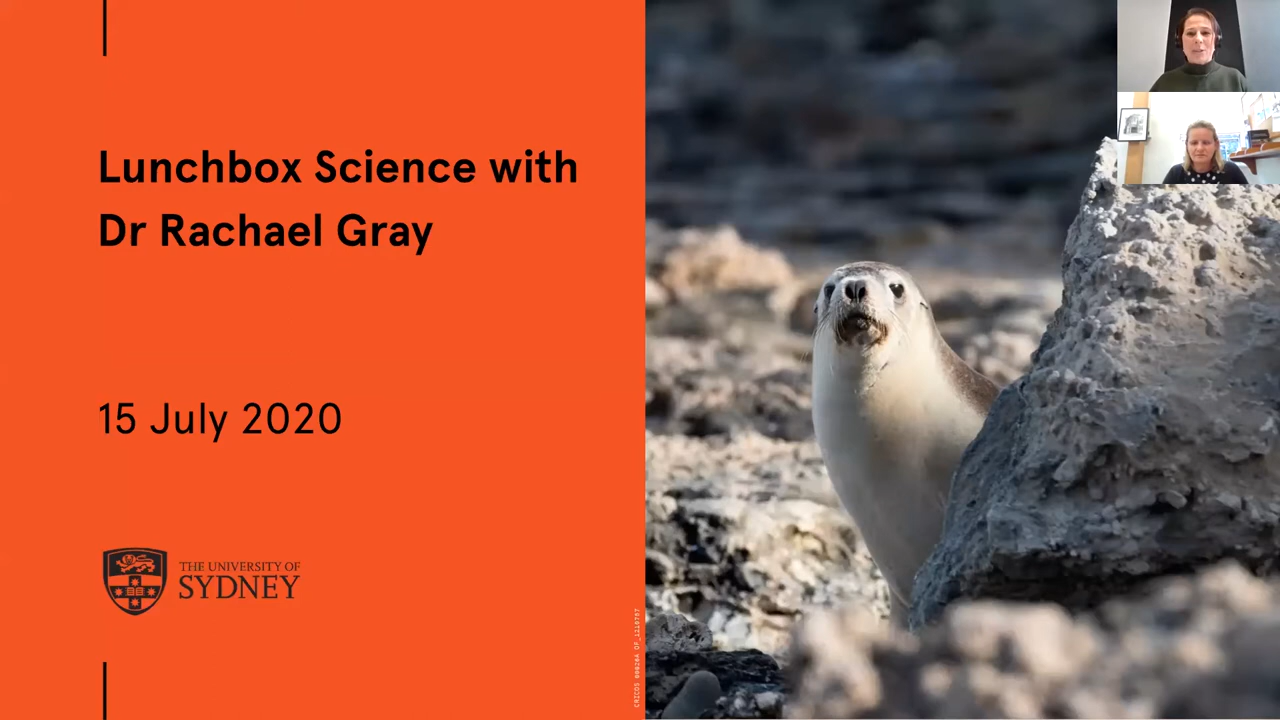 Lunchbox Science with
Dr Rachael Gray
15 July 2020
THE UNIVERSITY OF
SYDNEY